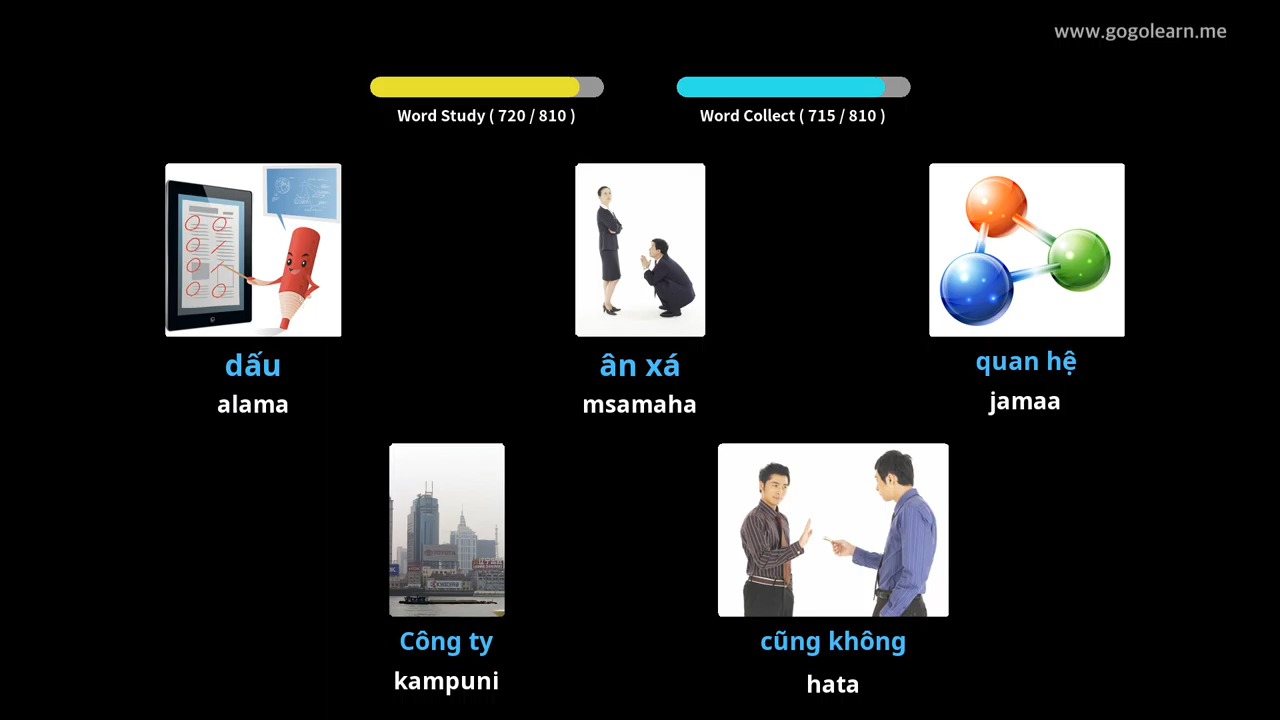 www.gogolearn.me
Word Study ( 720 / 810 )
Word Collect ( 715 / 810 )
dấu
alama
ân xá
msamaha
quan hệ
jamaa
Công ty
kampuni
cũng không
hata